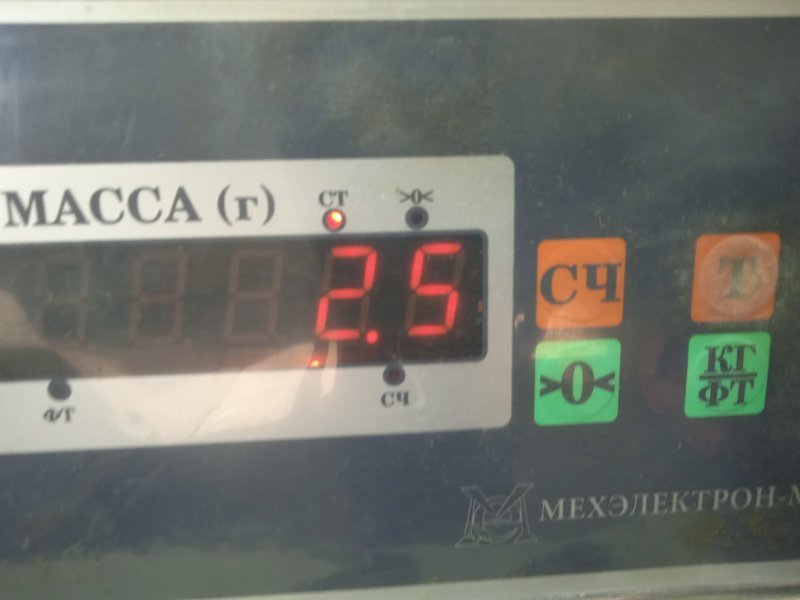 МАССА (г)
СТ
>0<
2.5
СЧ
Т
>0<
КГ
ФТ
Ф/Т
СЧ
МЕХЭЛЕКТРОН-М